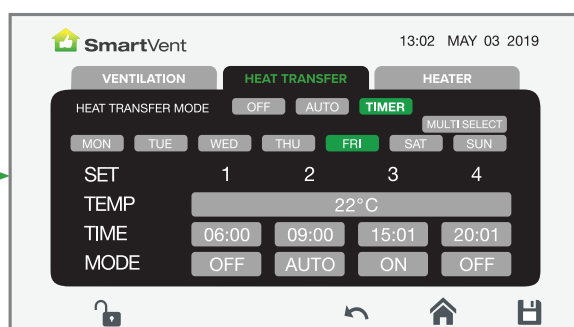 SmartVent 13:02 MAY 03 2019
VENTILATION HEAT TRANSFER HEATER
HEAT TRANSFER MODE OFF AUTO TIMER
MULTI SELECT
MON TUE WED THU FRI SAT SUN
SET 1 2 3 4
TEMP 22°C
TIME 06:00 09:00 15:01 20:01
MODE OFF AUTO ON OFF